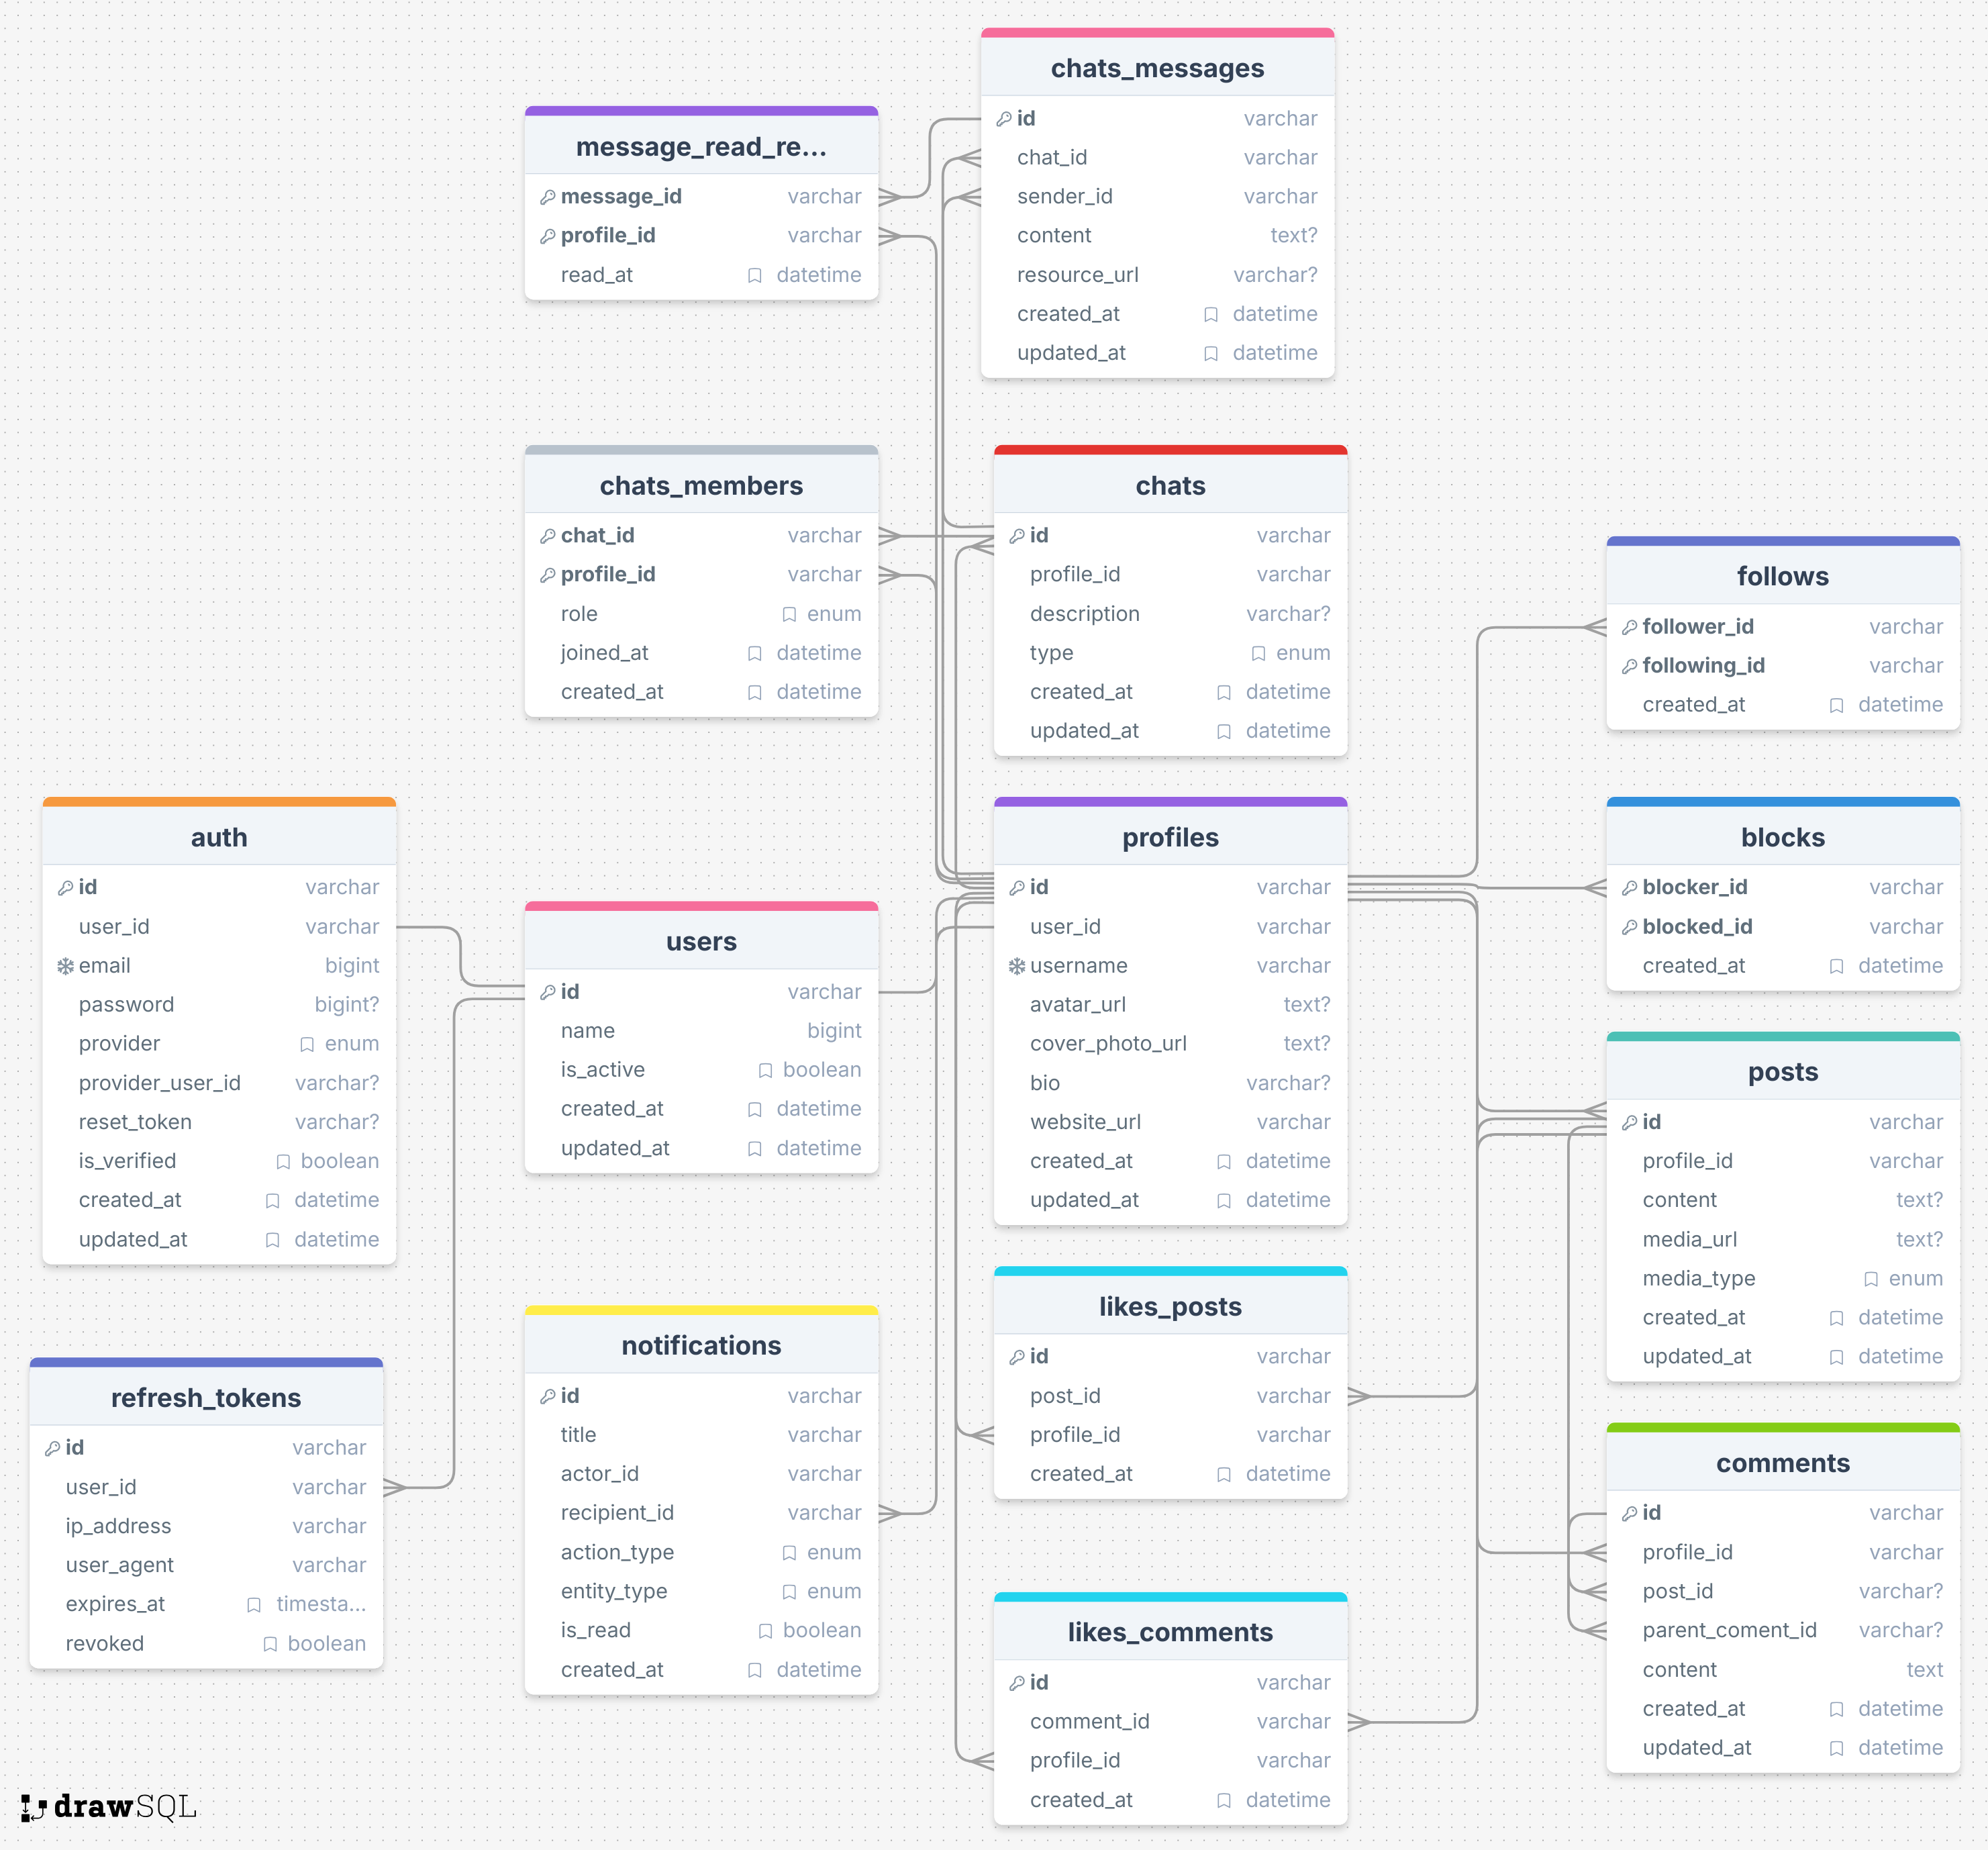 chats_messages
id varchar
chat_id varchar
sender_id varchar
content text?
resource_url varchar?
created_at datetime
updated_at datetime
message_read_re...
message_id varchar
profile_id varchar
read_at datetime
chats_members
chat_id varchar
profile_id varchar
role enum
joined_at datetime
created_at datetime
chats
id varchar
profile_id varchar
description varchar?
type enum
created_at datetime
updated_at datetime
follows
follower_id varchar
following_id varchar
created_at datetime
auth
id varchar
user_id varchar
email bigint
password bigint?
provider enum
provider_user_id varchar?
reset_token varchar?
is_verified boolean
created_at datetime
updated_at datetime
users
id varchar
name bigint
is_active boolean
created_at datetime
updated_at datetime
profiles
id varchar
user_id varchar
username varchar
avatar_url text?
cover_photo_url text?
bio varchar?
website_url varchar
created_at datetime
updated_at datetime
blocks
blocker_id varchar
blocked_id varchar
created_at datetime
posts
id varchar
profile_id varchar
content text?
media_url text?
media_type enum
created_at datetime
updated_at datetime
refresh_tokens
id varchar
user_id varchar
ip_address varchar
user_agent varchar
expires_at timesta...
revoked boolean
notifications
id varchar
title varchar
actor_id varchar
recipient_id varchar
action_type enum
entity_type enum
is_read boolean
created_at datetime
likes_posts
id varchar
post_id varchar
profile_id varchar
created_at datetime
likes_comments
id varchar
comment_id varchar
profile_id varchar
created_at datetime
comments
id varchar
profile_id varchar
post_id varchar?
parent_coment_id varchar?
content text
created_at datetime
updated_at datetime
drawSQL